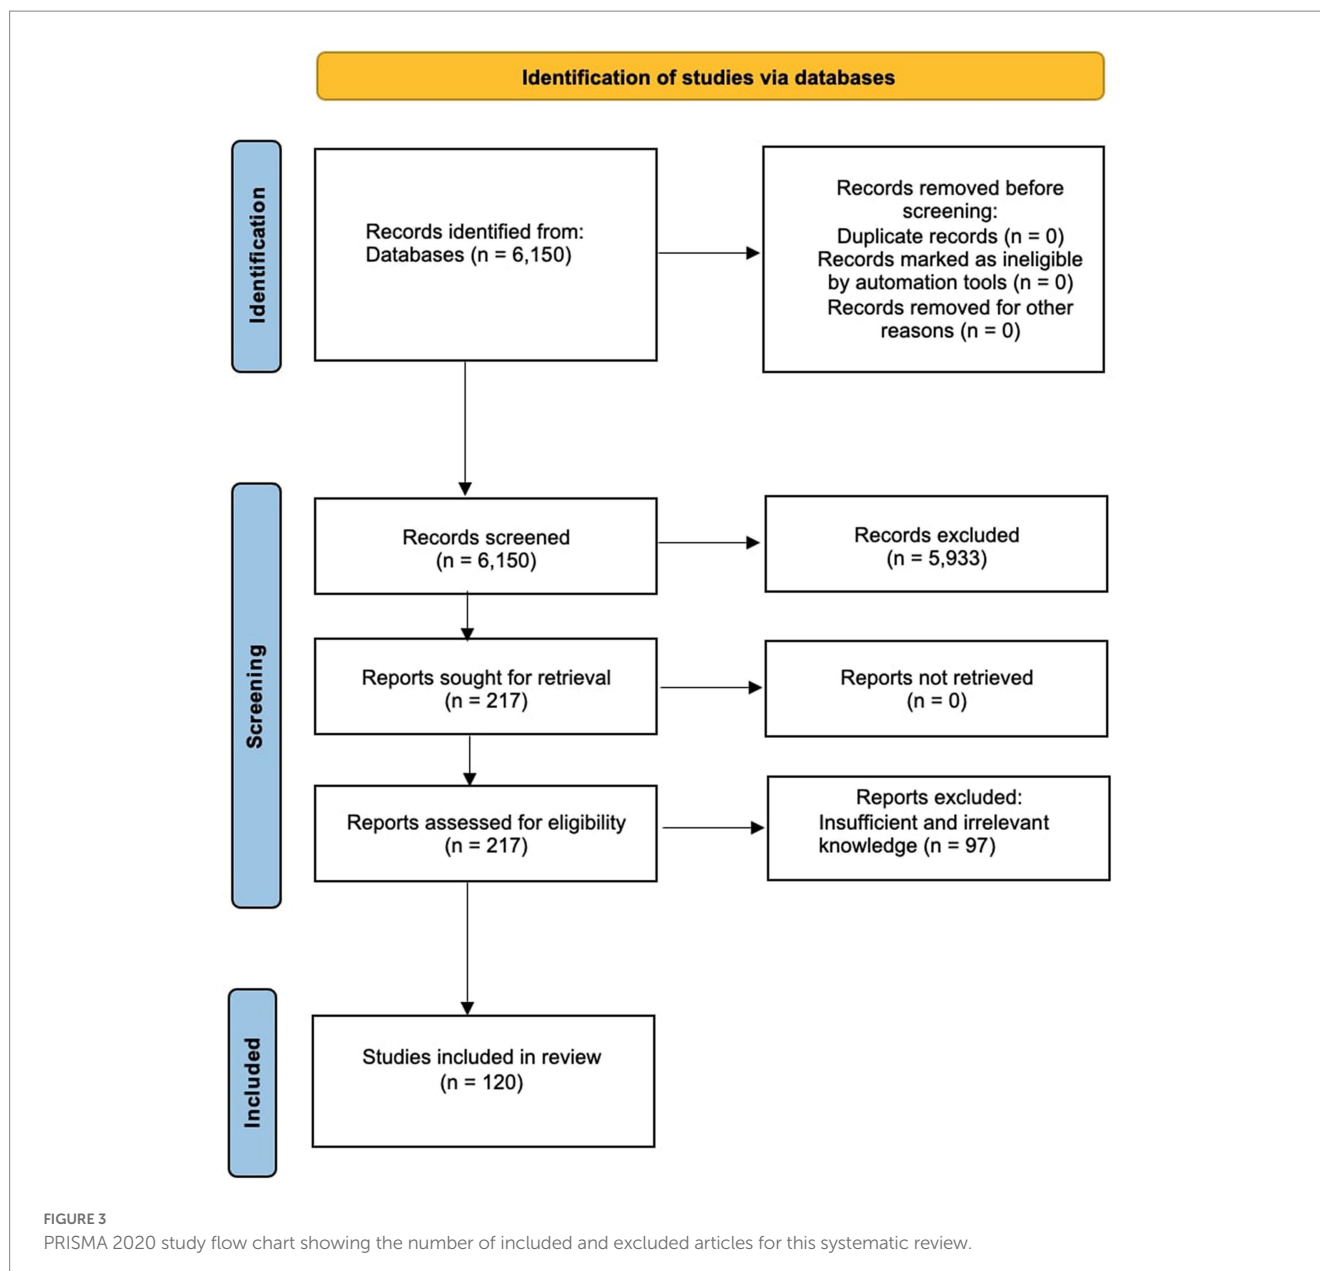 Identification of studies via databases
Identification
Records identified from:
Databases (n = 6,150)
Records removed before
screening:
Duplicate records (n = 0)
Records marked as ineligible
by automation tools (n = 0)
Records removed for other
reasons (n = 0)
Screening
Records screened
(n = 6,150)
Records excluded
(n = 5,933)
Reports sought for retrieval
(n = 217)
Reports not retrieved
(n = 0)
Reports assessed for eligibility
(n = 217)
Reports excluded:
Insufficient and irrelevant
knowledge (n = 97)
Included
Studies included in review
(n = 120)
FIGURE 3
PRISMA 2020 study flow chart showing the number of included and excluded articles for this systematic review.